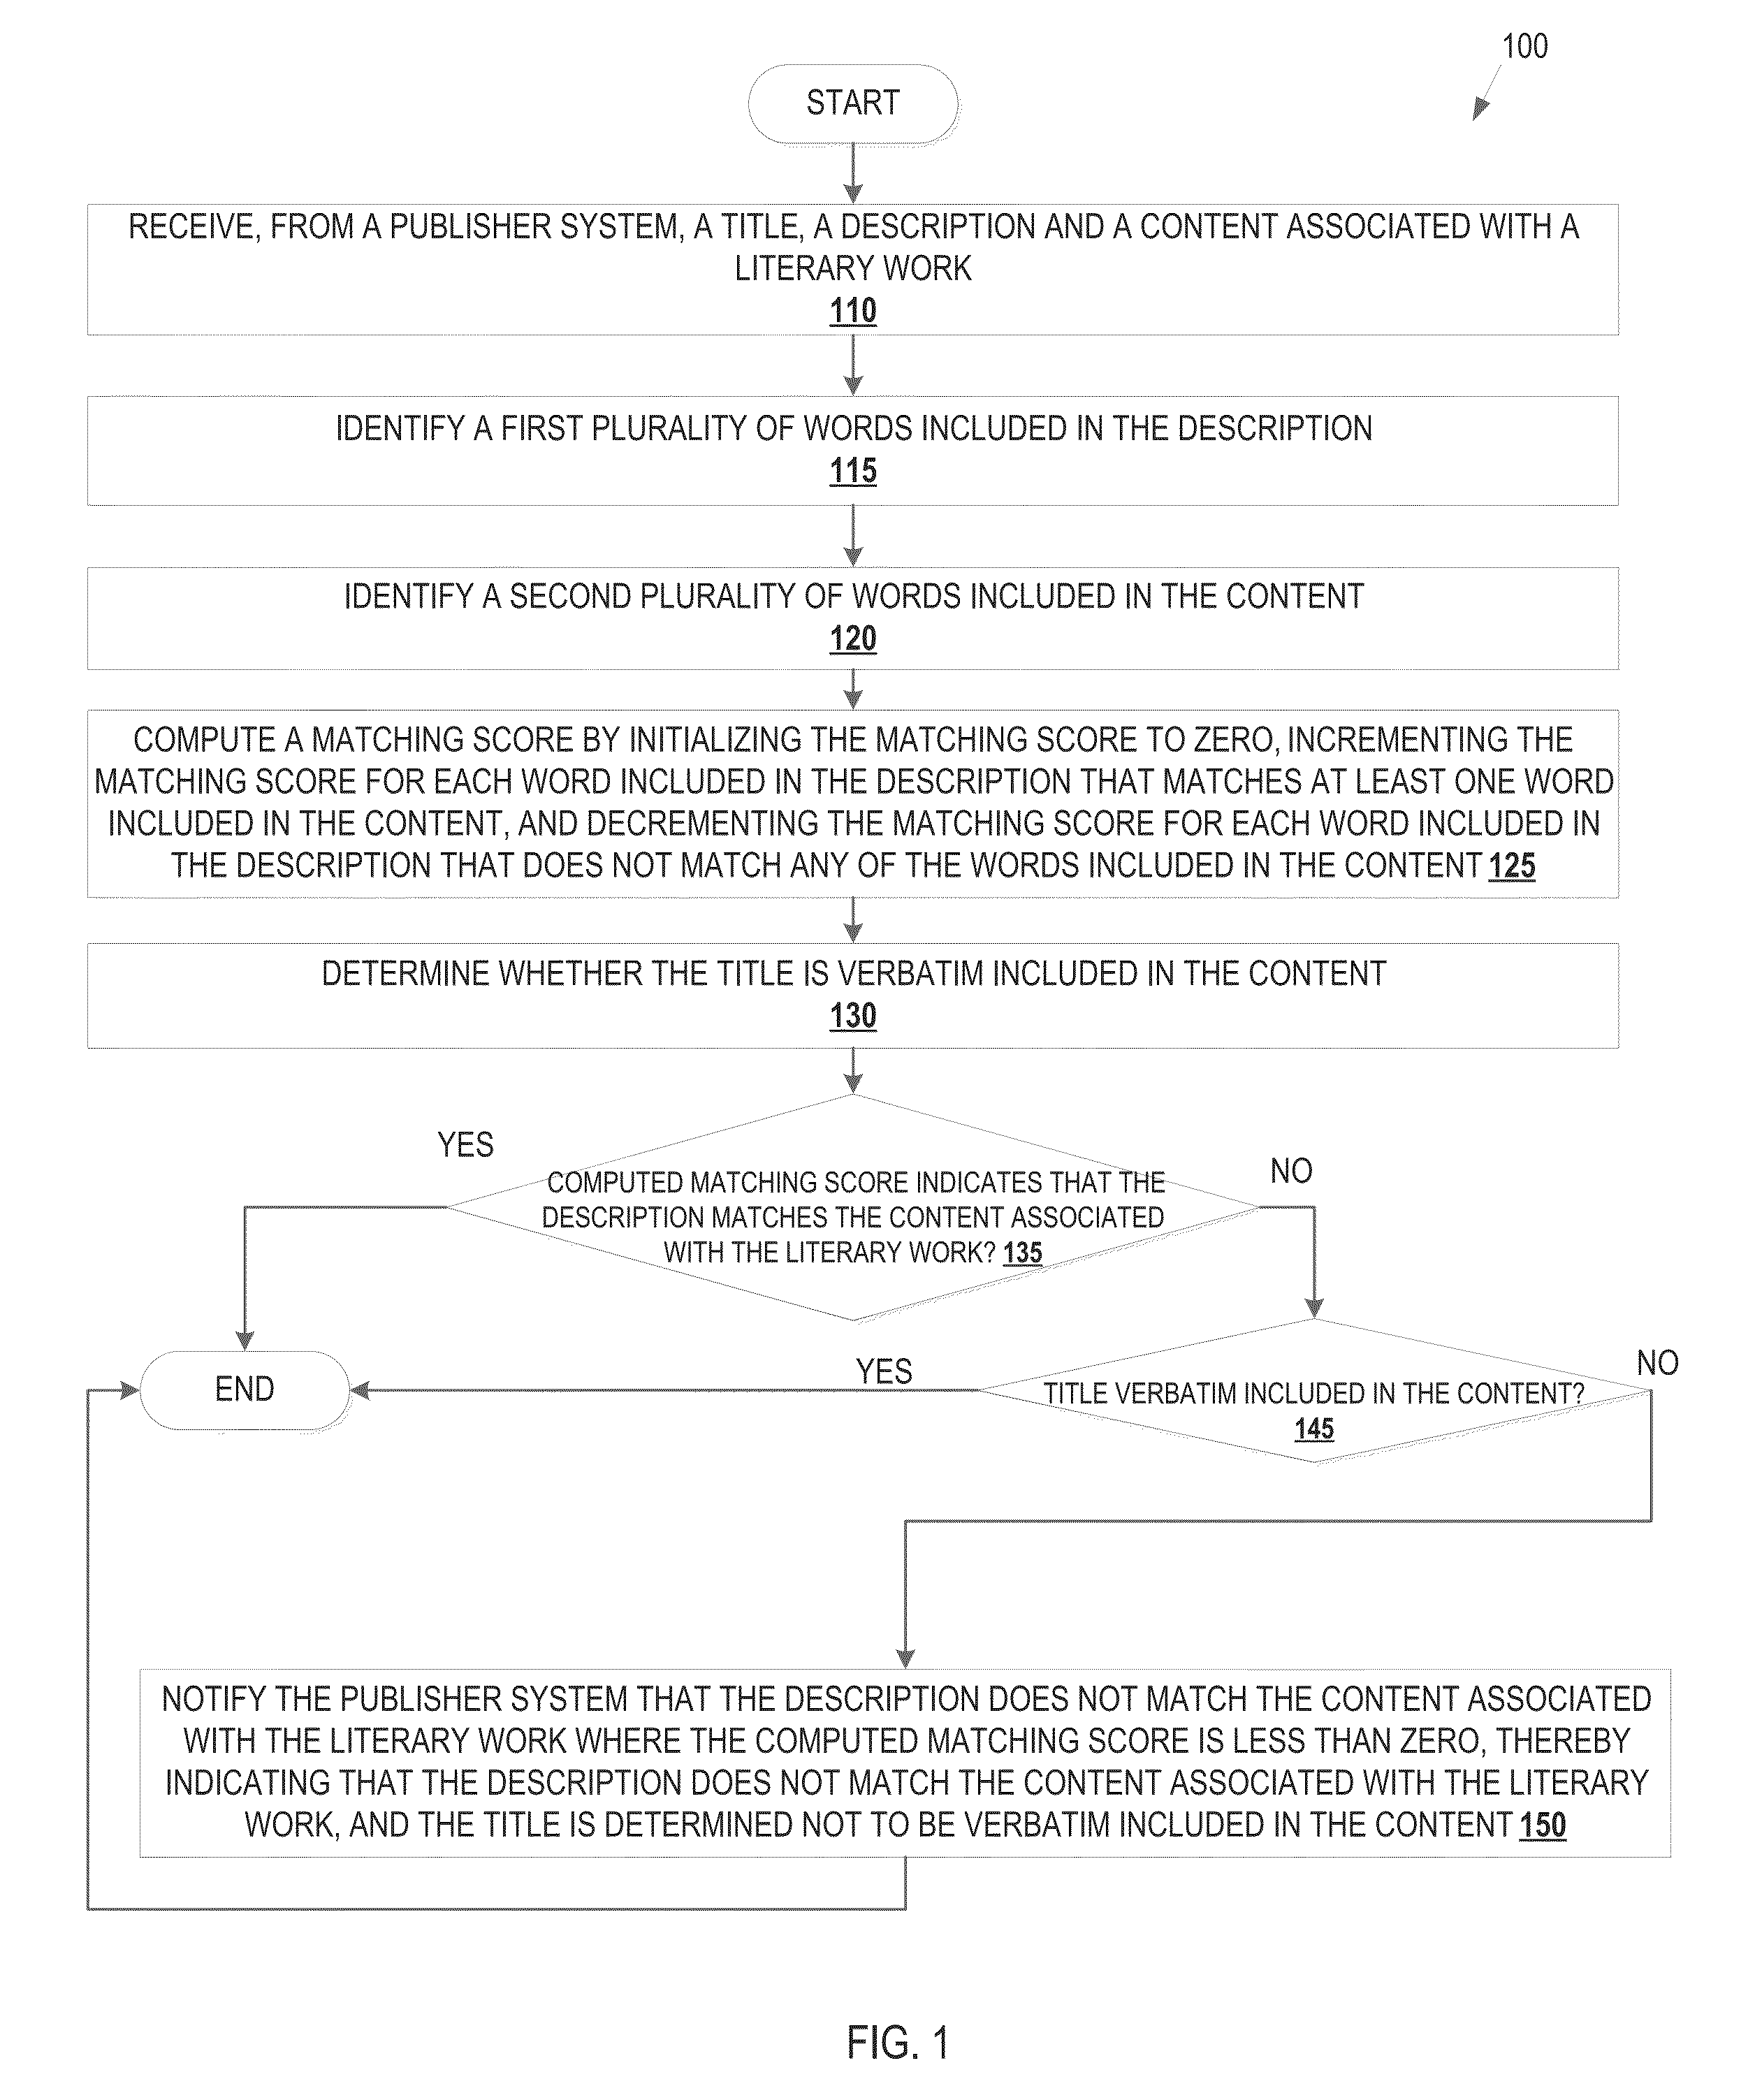 100
START
RECEIVE, FROM A PUBLISHER SYSTEM, A TITLE, A DESCRIPTION AND A CONTENT ASSOCIATED WITH A
LITERARY WORK
110
IDENTIFY A FIRST PLURALITY OF WORDS INCLUDED IN THE DESCRIPTION
115
IDENTIFY A SECOND PLURALITY OF WORDS INCLUDED IN THE CONTENT
120
COMPUTE A MATCHING SCORE BY INITIALIZING THE MATCHING SCORE TO ZERO, INCREMENTING THE
MATCHING SCORE FOR EACH WORD INCLUDED IN THE DESCRIPTION THAT MATCHES AT LEAST ONE WORD
INCLUDED IN THE CONTENT, AND DECREMENTING THE MATCHING SCORE FOR EACH WORD INCLUDED IN
THE DESCRIPTION THAT DOES NOT MATCH ANY OF THE WORDS INCLUDED IN THE CONTENT 125
DETERMINE WHETHER THE TITLE IS VERBATIM INCLUDED IN THE CONTENT
130
YES
NO
COMPUTED MATCHING SCORE INDICATES THAT THE
DESCRIPTION MATCHES THE CONTENT ASSOCIATED
WITH THE LITERARY WORK? 135
END
YES
NO
TITLE VERBATIM INCLUDED IN THE CONTENT?
145
NOTIFY THE PUBLISHER SYSTEM THAT THE DESCRIPTION DOES NOT MATCH THE CONTENT ASSOCIATED
WITH THE LITERARY WORK WHERE THE COMPUTED MATCHING SCORE IS LESS THAN ZERO, THEREBY
INDICATING THAT THE DESCRIPTION DOES NOT MATCH THE CONTENT ASSOCIATED WITH THE LITERARY
WORK, AND THE TITLE IS DETERMINED NOT TO BE VERBATIM INCLUDED IN THE CONTENT 150
FIG. 1